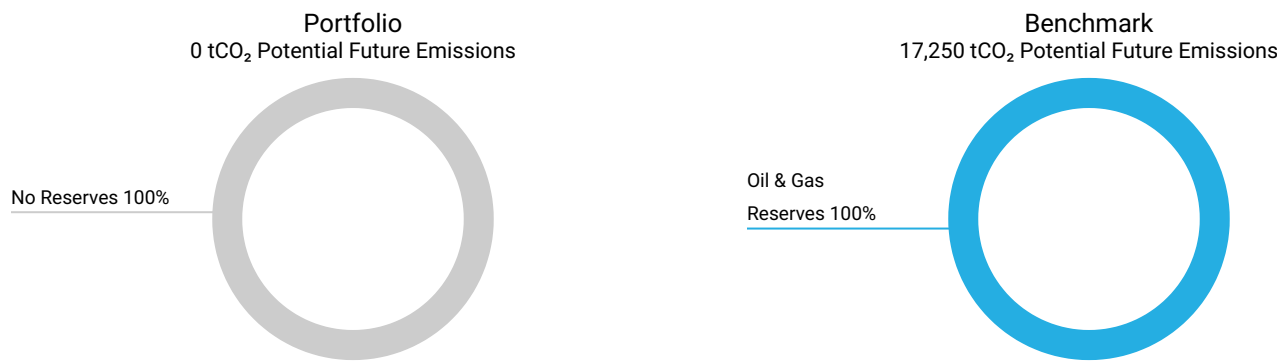 Portfolio
0 tCO₂ Potential Future Emissions
No Reserves 100%
Benchmark
17,250 tCO₂ Potential Future Emissions
Oil & Gas
Reserves 100%